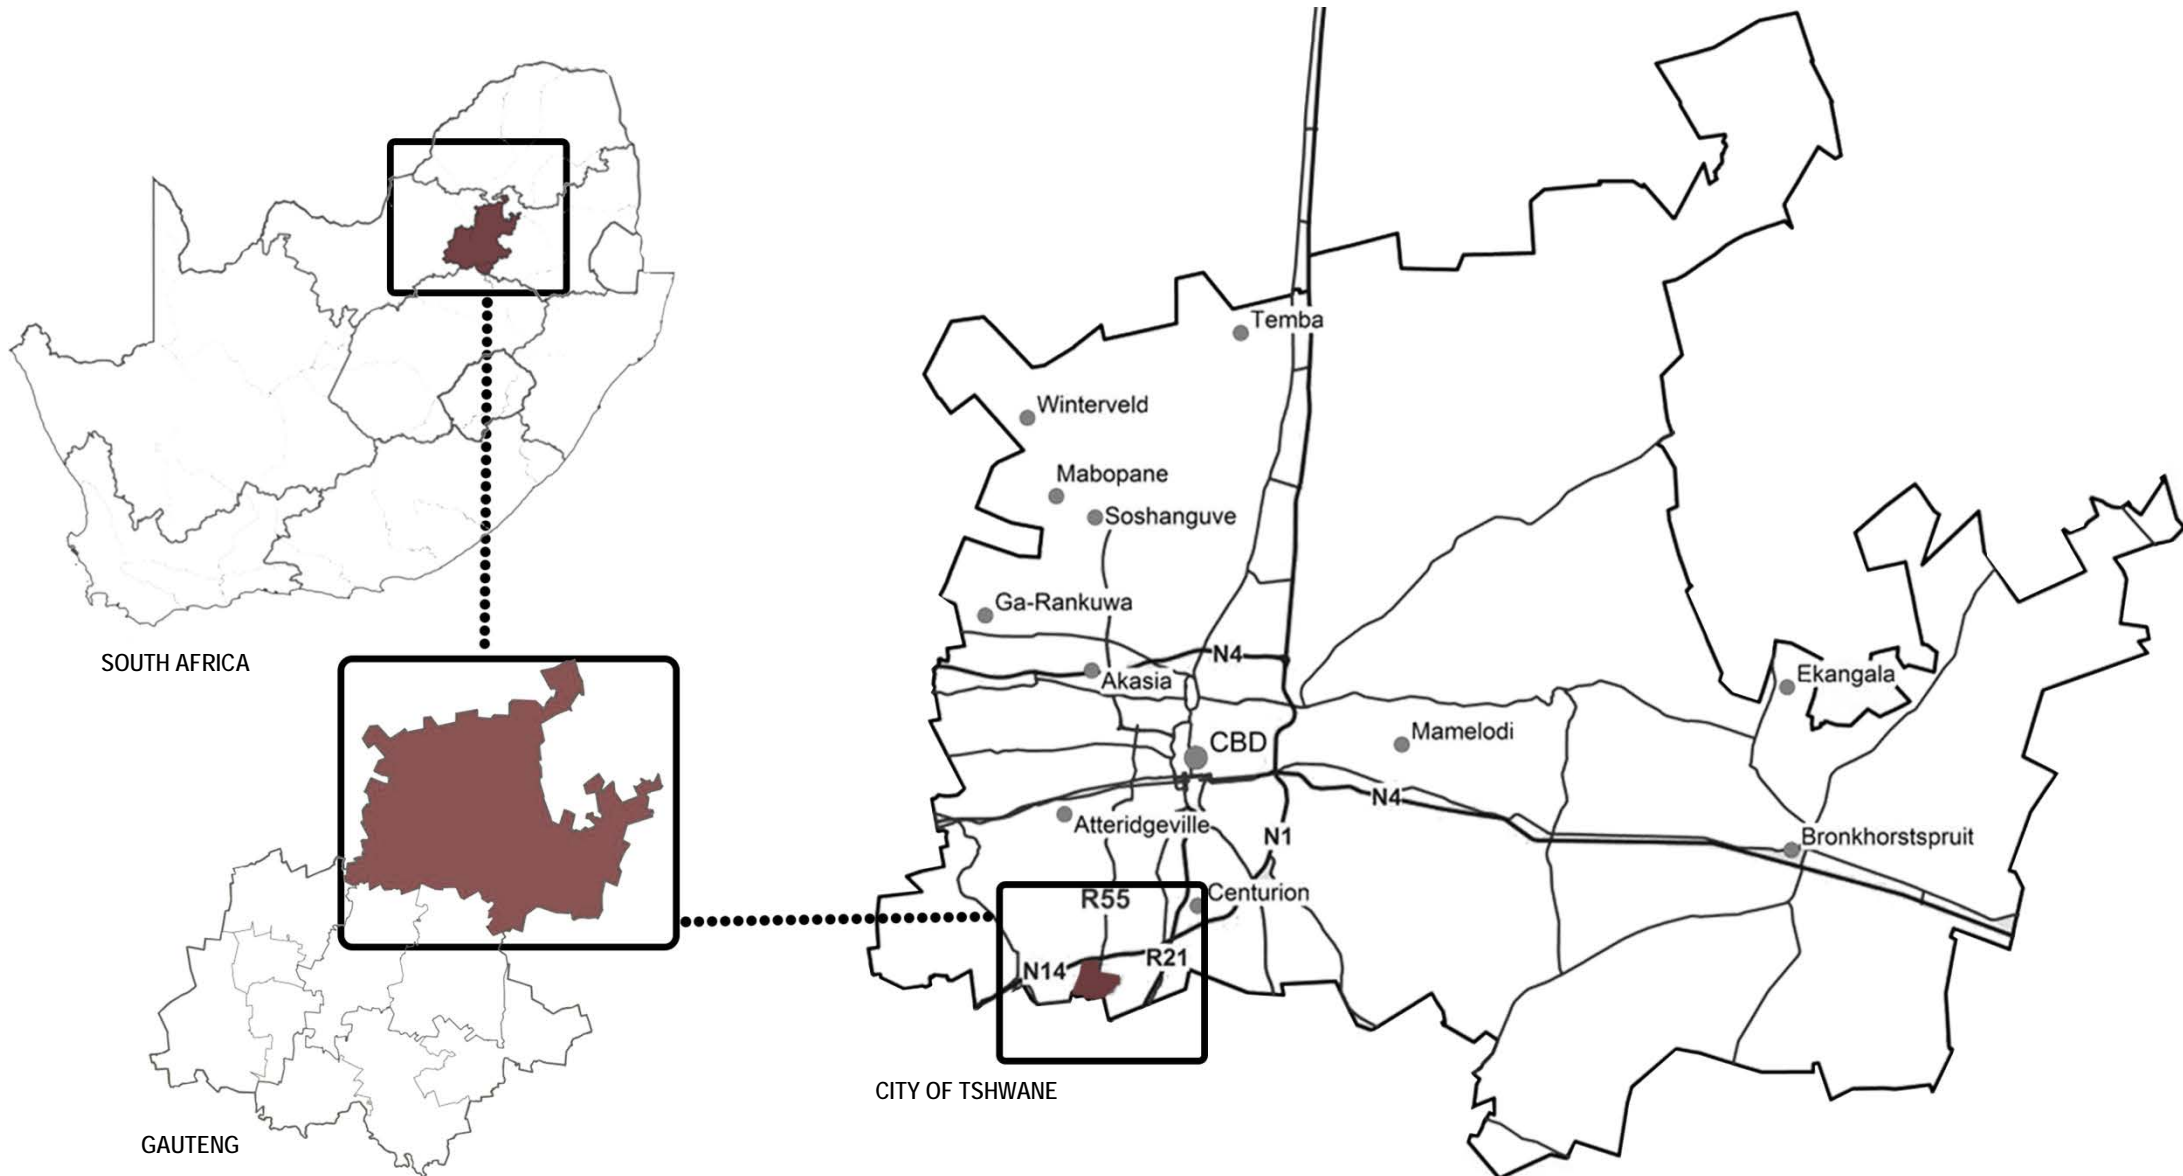 Temba
Winterveld
Mabopane
Soshanguve
Ga-Rankuwa
N4
Akasia
Ekangala
CBD
Mamelodi
N4
Atteridgeville
N1
Bronkhorstspruit
R55
Centurion
N14
R21
SOUTH AFRICA
CITY OF TSHWANE
GAUTENG